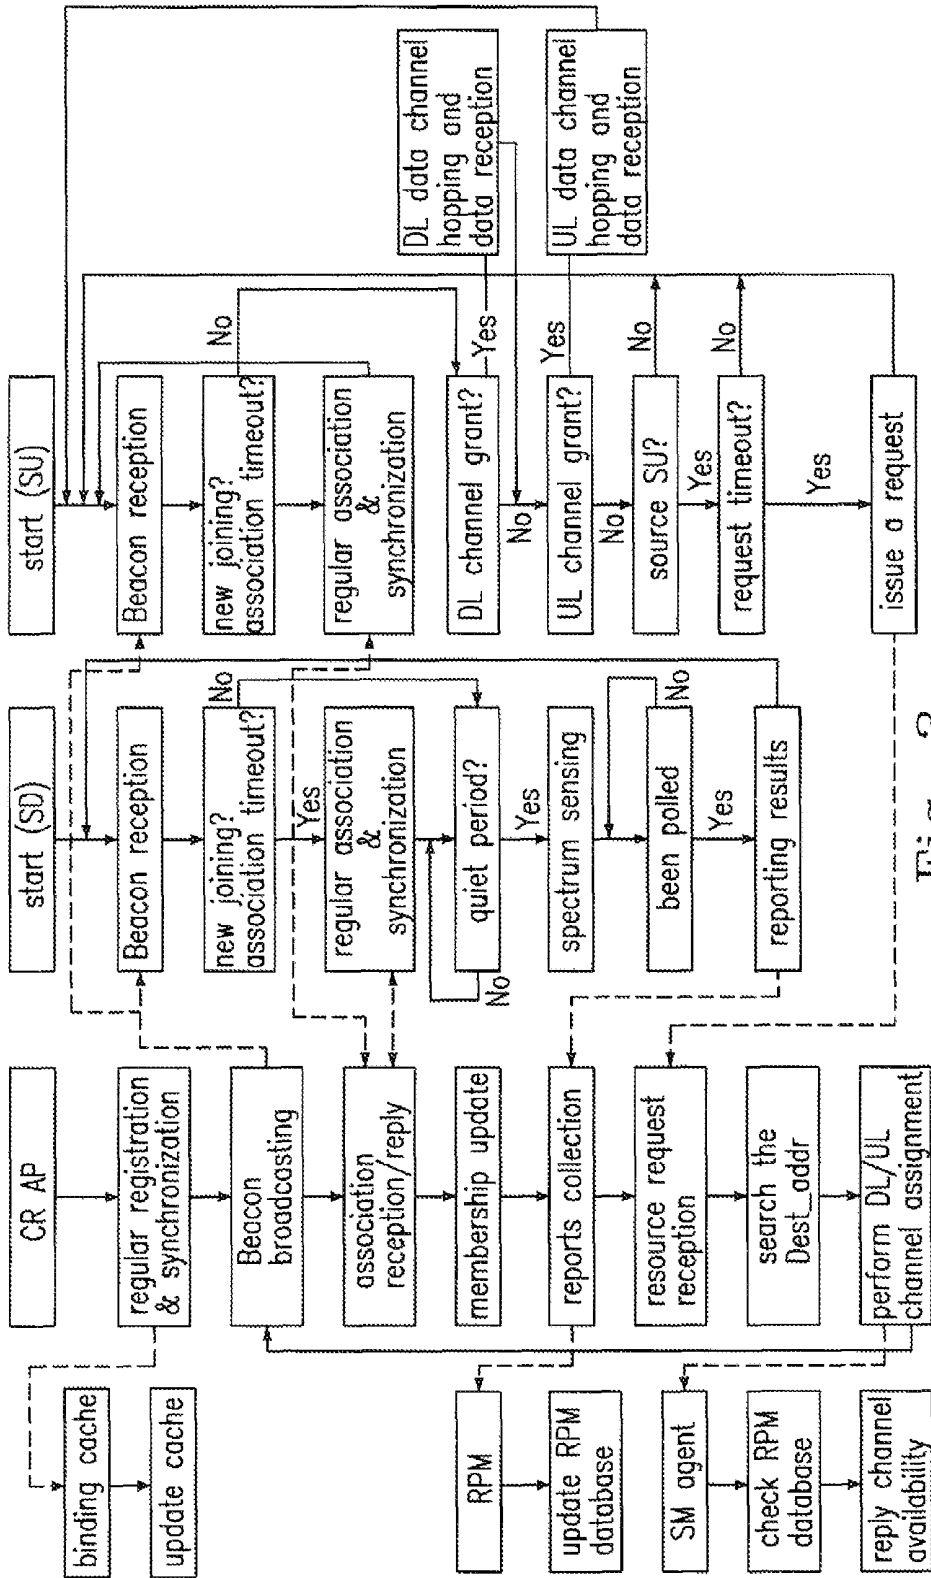 binding cache
update cache
RPM
update RPM
database
SM agent
check RPM
database
reply channel
availability
CR AP
regular registration
& synchronization
Beacon
broadcasting
association
reception/reply
membership update
reports collection
resource request
reception
search the
Dest_addr
perform DL/UL
channel assignment
start (SD)
Beacon reception
new joining?
association timeout?
No
Yes
regular association
&
synchronization
quiet period?
No
Yes
spectrum sensing
been polled
No
Yes
reporting results
start (SU)
Beacon reception
new joining?
association timeout?
No
regular association
&
synchronization
DL channel grant?
Yes
No
UL channel grant?
Yes
No
source SU?
No
Yes
request timeout?
No
Yes
issue a request
DL data channel
hopping and
data reception
UL data channel
hopping and
data reception